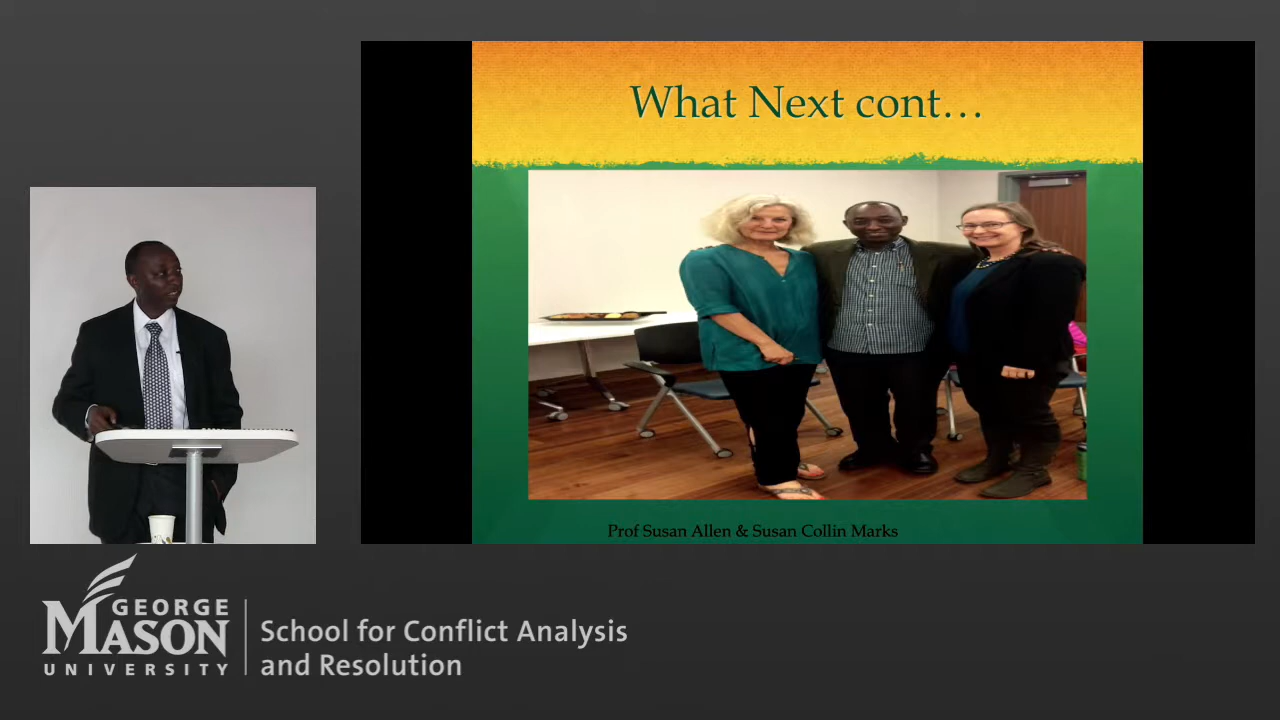 What Next cont…
Prof Susan Allen & Susan Collin Marks
GEORGE
MASON
UNIVERSITY
School for Conflict Analysis
and Resolution